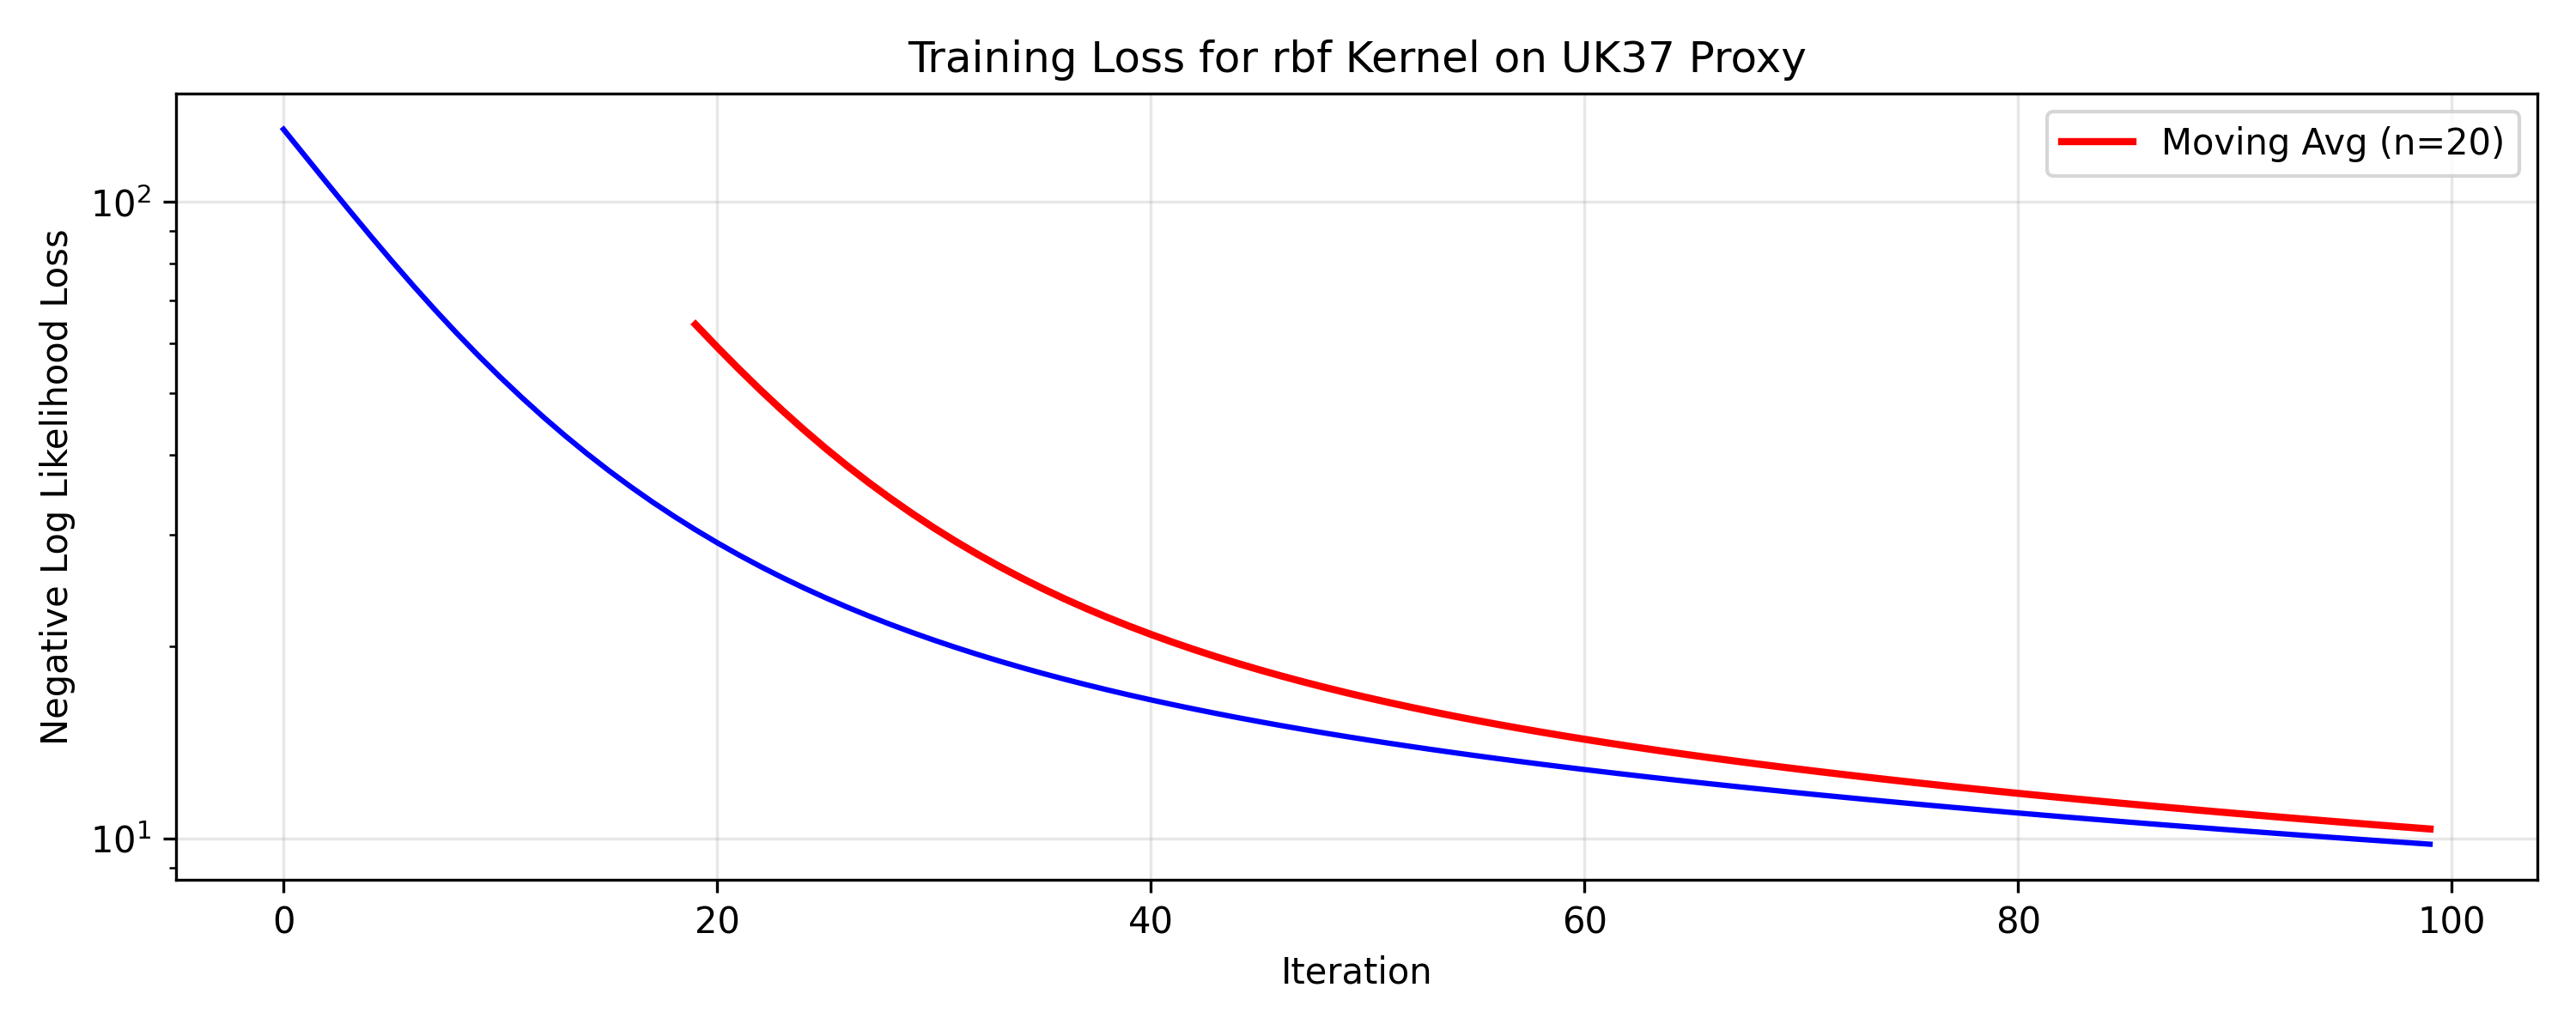 Training Loss for rbf Kernel on UK37 Proxy
Moving Avg (n=20)
Negative Log Likelihood Loss
10²
10¹
0 20 40 60 80 100
Iteration